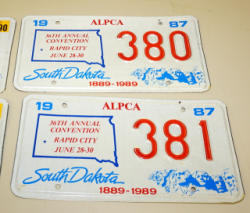 90
ALPCA
19 87
36TH ANNUAL
CONVENTION
RAPID CITY
JUNE 28-30
380
South Dakota
1889-1989
ALPCA
19 87
36TH ANNUAL
CONVENTION
RAPID CITY
JUNE 28-30
381
South Dakota
1889-1989